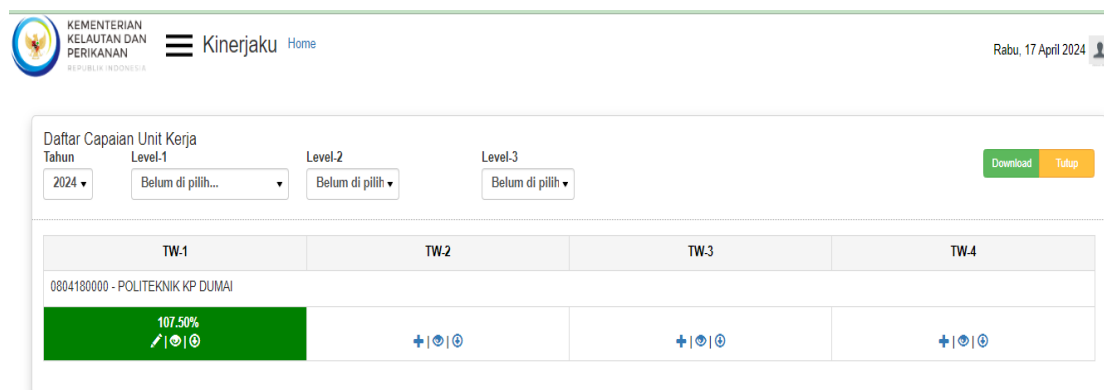 KEMENTERIAN
KELAUTAN DAN
PERIKANAN
REPUBLIK INDONESIA
Kinerjaku Home
Rabu, 17 April 2024
Daftar Capaian Unit Kerja
Tahun Level-1 Level-2 Level-3
2024 Belum di pilih... Belum di pilih Belum di pilih
Download Tutup
TW-1 TW-2 TW-3 TW-4
0804180000 - POLITEKNIK KP DUMAI
107.50%